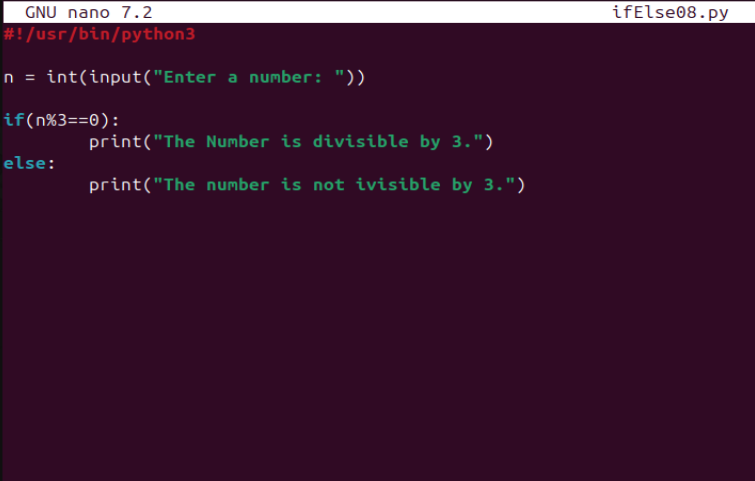 GNU nano 7.2 ifElse08.py
#!/usr/bin/python3
n = int(input("Enter a number: "))
if(n%3==0):
        print("The Number is divisible by 3.")
else:
        print("The number is not ivisible by 3.")